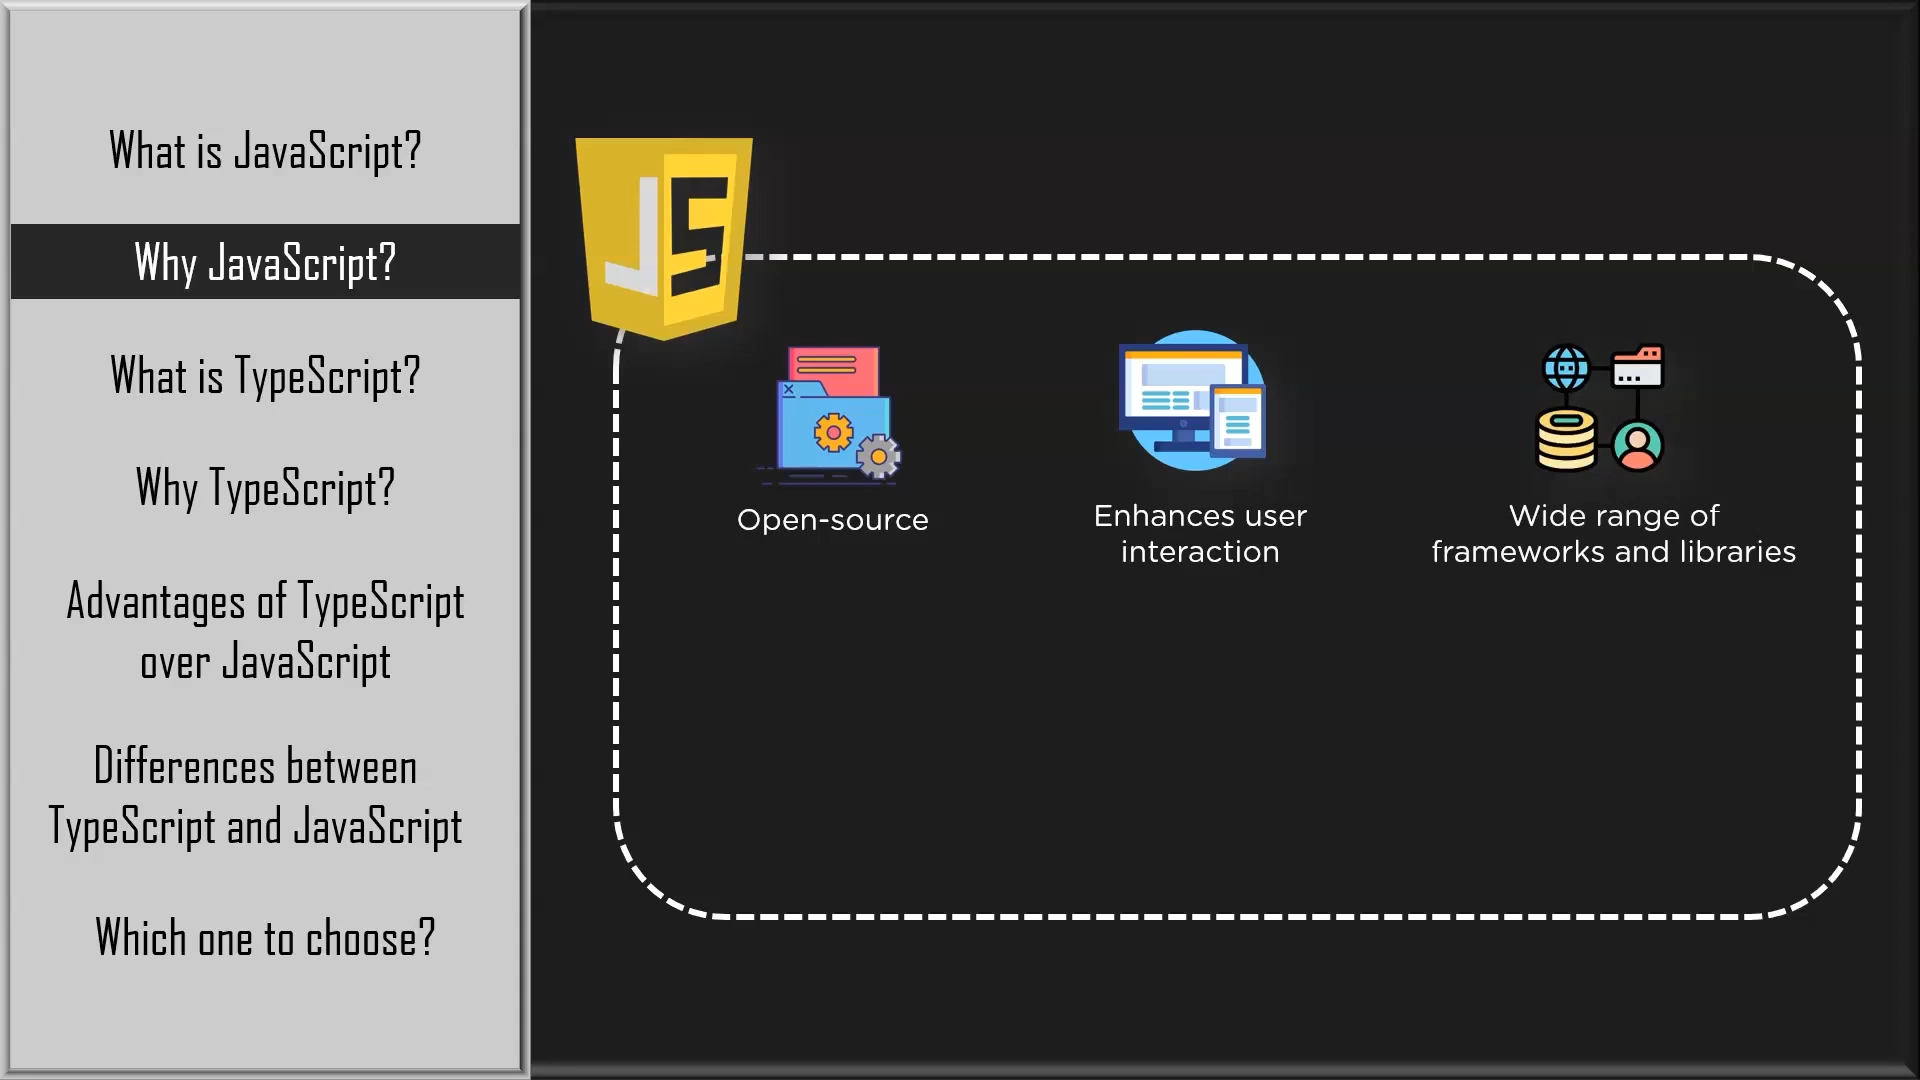 What is JavaScript?
Why JavaScript?
What is TypeScript?
Why TypeScript?
Advantages of TypeScript
over JavaScript
Differences between
TypeScript and JavaScript
Which one to choose?
JS
Open-source
Enhances user
interaction
Wide range of
frameworks and libraries